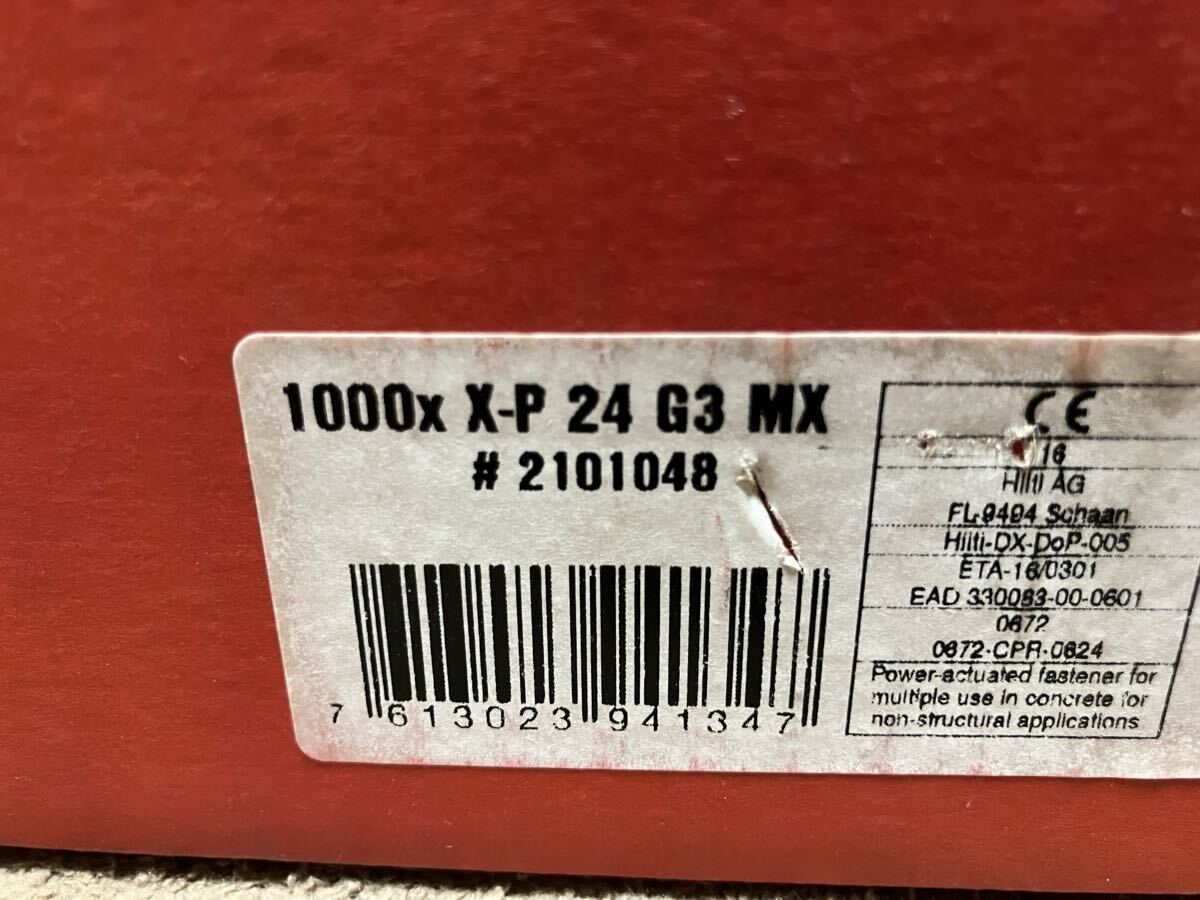 1000x X-P 24 G3 MX
# 2101048
7 613023 941347
CE
16
Hilti AG
FL-9494 Schaan
Hilti-DX-DoP-005
ETA-16/0301
EAD 330083-00-0601
0672
0672-CPR-0624
Power-actuated fastener for
multiple use in concrete for
non-structural applications